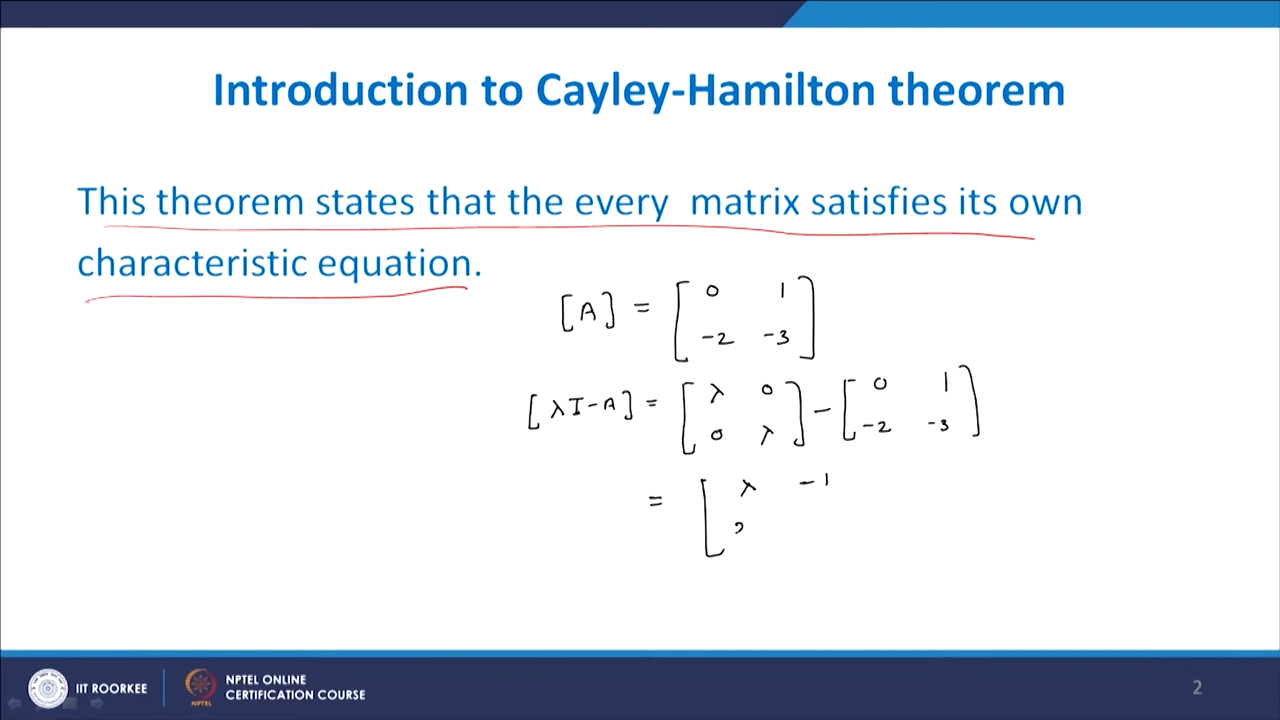 Introduction to Cayley-Hamilton theorem
This theorem states that the every matrix satisfies its own
characteristic equation.
[A] = [0 1
-2 -3]
[λI-A] = [λ 0 - [0 1
0 λ] -2 -3]
= [λ -1
2
IIT ROORKEE
NPTEL ONLINE
CERTIFICATION COURSE
NPTEL
2